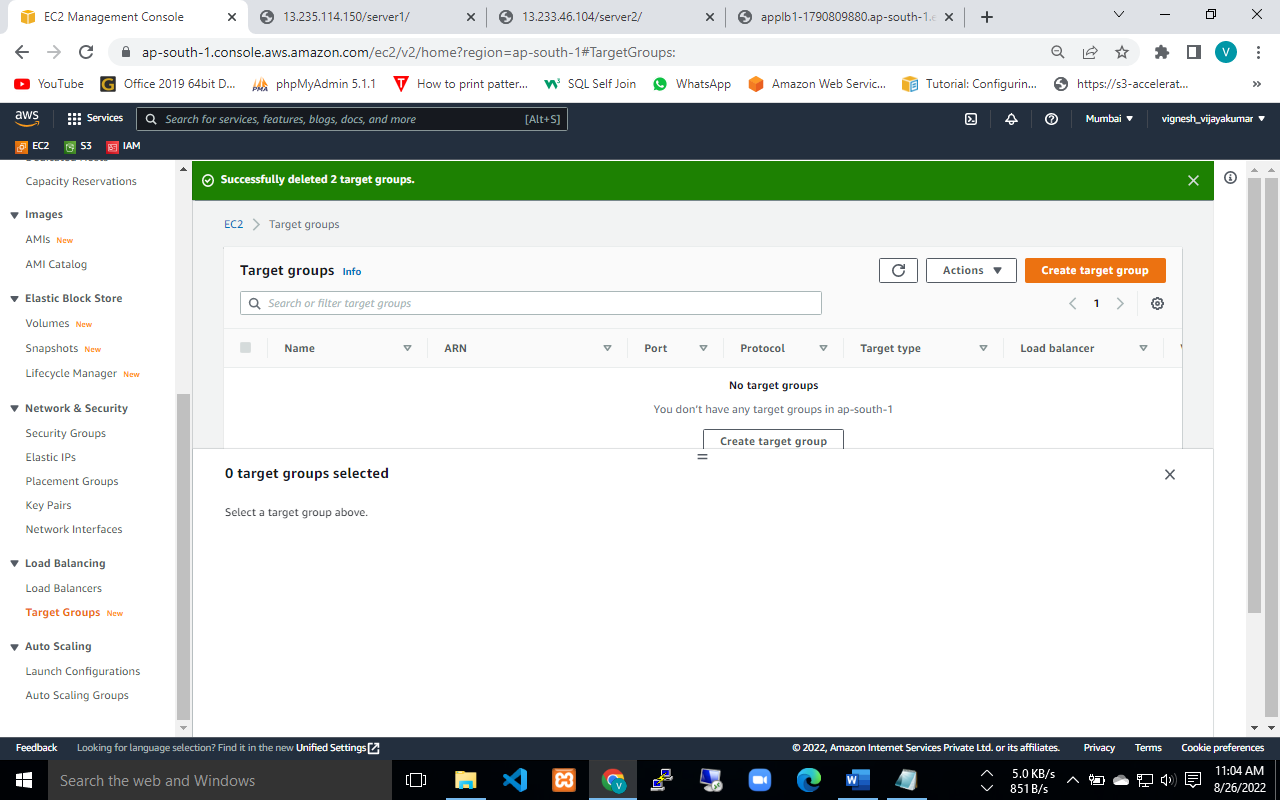 EC2 Management Console
13.235.114.150/server1/
13.233.46.104/server2/
applb1-1790809880.ap-south-1.e
ap-south-1.console.aws.amazon.com/ec2/v2/home?region=ap-south-1#TargetGroups:
V
YouTube
Office 2019 64bit D...
phpMyAdmin 5.1.1
How to print patter...
SQL Self Join
WhatsApp
Amazon Web Servic...
Tutorial: Configurin...
https://s3-accelerat...
aws
Services
Search for services, features, blogs, docs, and more
[Alt+S]
Mumbai
vignesh_vijayakumar
EC2
S3
IAM
Dedicated Hosts
Capacity Reservations
Images
AMIs New
AMI Catalog
Elastic Block Store
Volumes New
Snapshots New
Lifecycle Manager New
Network & Security
Security Groups
Elastic IPs
Placement Groups
Key Pairs
Network Interfaces
Load Balancing
Load Balancers
Target Groups New
Auto Scaling
Launch Configurations
Auto Scaling Groups
Successfully deleted 2 target groups.
EC2
Target groups
Target groups Info
Actions
Create target group
Search or filter target groups
1
Name
ARN
Port
Protocol
Target type
Load balancer
No target groups
You don't have any target groups in ap-south-1
Create target group
0 target groups selected
Select a target group above.
Feedback
Looking for language selection? Find it in the new Unified Settings
© 2022, Amazon Internet Services Private Ltd. or its affiliates.
Privacy
Terms
Cookie preferences
Search the web and Windows
5.0 KB/s
851 B/s
11:04 AM
8/26/2022